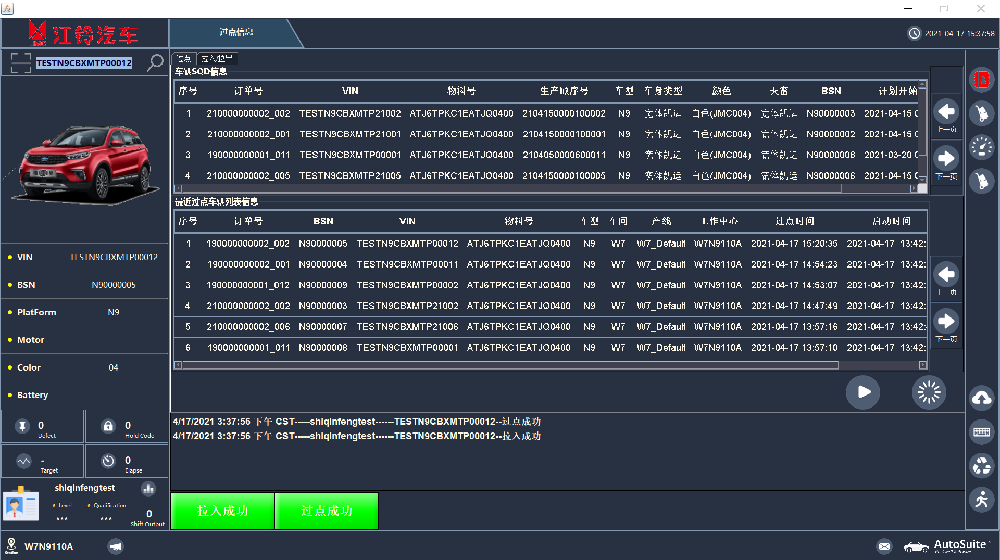 JMC 江铃汽车
过点信息
2021-04-17 15:37:58
TESTN9CBXMTP00012
过点 拉入/拉出
车辆SQD信息
序号 订单号 VIN 物料号 生产顺序号 车型 车身类型 颜色 天窗 BSN 计划开始
1 210000000002_002 TESTN9CBXMTP21002 ATJ6TPKC1EATJQ0400 2104150000100002 N9 宽体凯运 白色(JMC004) 宽体凯运 N90000003 2021-04-15 0
2 210000000002_001 TESTN9CBXMTP21001 ATJ6TPKC1EATJQ0400 2104150000100001 N9 宽体凯运 白色(JMC004) 宽体凯运 N90000002 2021-04-15 0
3 190000000001_011 TESTN9CBXMTP00001 ATJ6TPKC1EATJQ0400 2104050000600011 N9 宽体凯运 白色(JMC004) 宽体凯运 N90000008 2021-03-20 0
4 210000000002_005 TESTN9CBXMTP21005 ATJ6TPKC1EATJQ0400 2104150000100005 N9 宽体凯运 白色(JMC004) 宽体凯运 N90000006 2021-04-15 0
上一页
下一页
最近过点车辆列表信息
序号 订单号 BSN VIN 物料号 车型 车间 产线 工作中心 过点时间 启动时间
1 190000000002_002 N90000005 TESTN9CBXMTP00012 ATJ6TPKC1EATJQ0400 N9 W7 W7_Default W7N9110A 2021-04-17 15:20:35 2021-04-17 13:42:
2 190000000002_001 N90000004 TESTN9CBXMTP00011 ATJ6TPKC1EATJQ0400 N9 W7 W7_Default W7N9110A 2021-04-17 14:54:23 2021-04-17 13:42:
3 190000000001_012 N90000009 TESTN9CBXMTP00002 ATJ6TPKC1EATJQ0400 N9 W7 W7_Default W7N9110A 2021-04-17 14:53:07 2021-04-17 13:42:
4 210000000002_002 N90000003 TESTN9CBXMTP21002 ATJ6TPKC1EATJQ0400 N9 W7 W7_Default W7N9110A 2021-04-17 14:47:49 2021-04-17 13:42:
5 210000000002_006 N90000007 TESTN9CBXMTP21006 ATJ6TPKC1EATJQ0400 N9 W7 W7_Default W7N9110A 2021-04-17 13:57:16 2021-04-17 13:42:
6 190000000001_011 N90000008 TESTN9CBXMTP00001 ATJ6TPKC1EATJQ0400 N9 W7 W7_Default W7N9110A 2021-04-17 13:57:10 2021-04-17 13:42:
上一页
下一页
VIN TESTN9CBXMTP00012
BSN N90000005
PlatForm N9
Motor
Color 04
Battery
0 Defect
0 Hold Code
- Target
0 Elapse
shiqinfengtest
Level ***
Qualification ***
0 Shift Output
4/17/2021 3:37:56 下午 CST-----shiqinfengtest------TESTN9CBXMTP00012--过点成功
4/17/2021 3:37:56 下午 CST-----shiqinfengtest------TESTN9CBXMTP00012--拉入成功
拉入成功 过点成功
Station W7N9110A
AutoSuite™
Rockwell Software